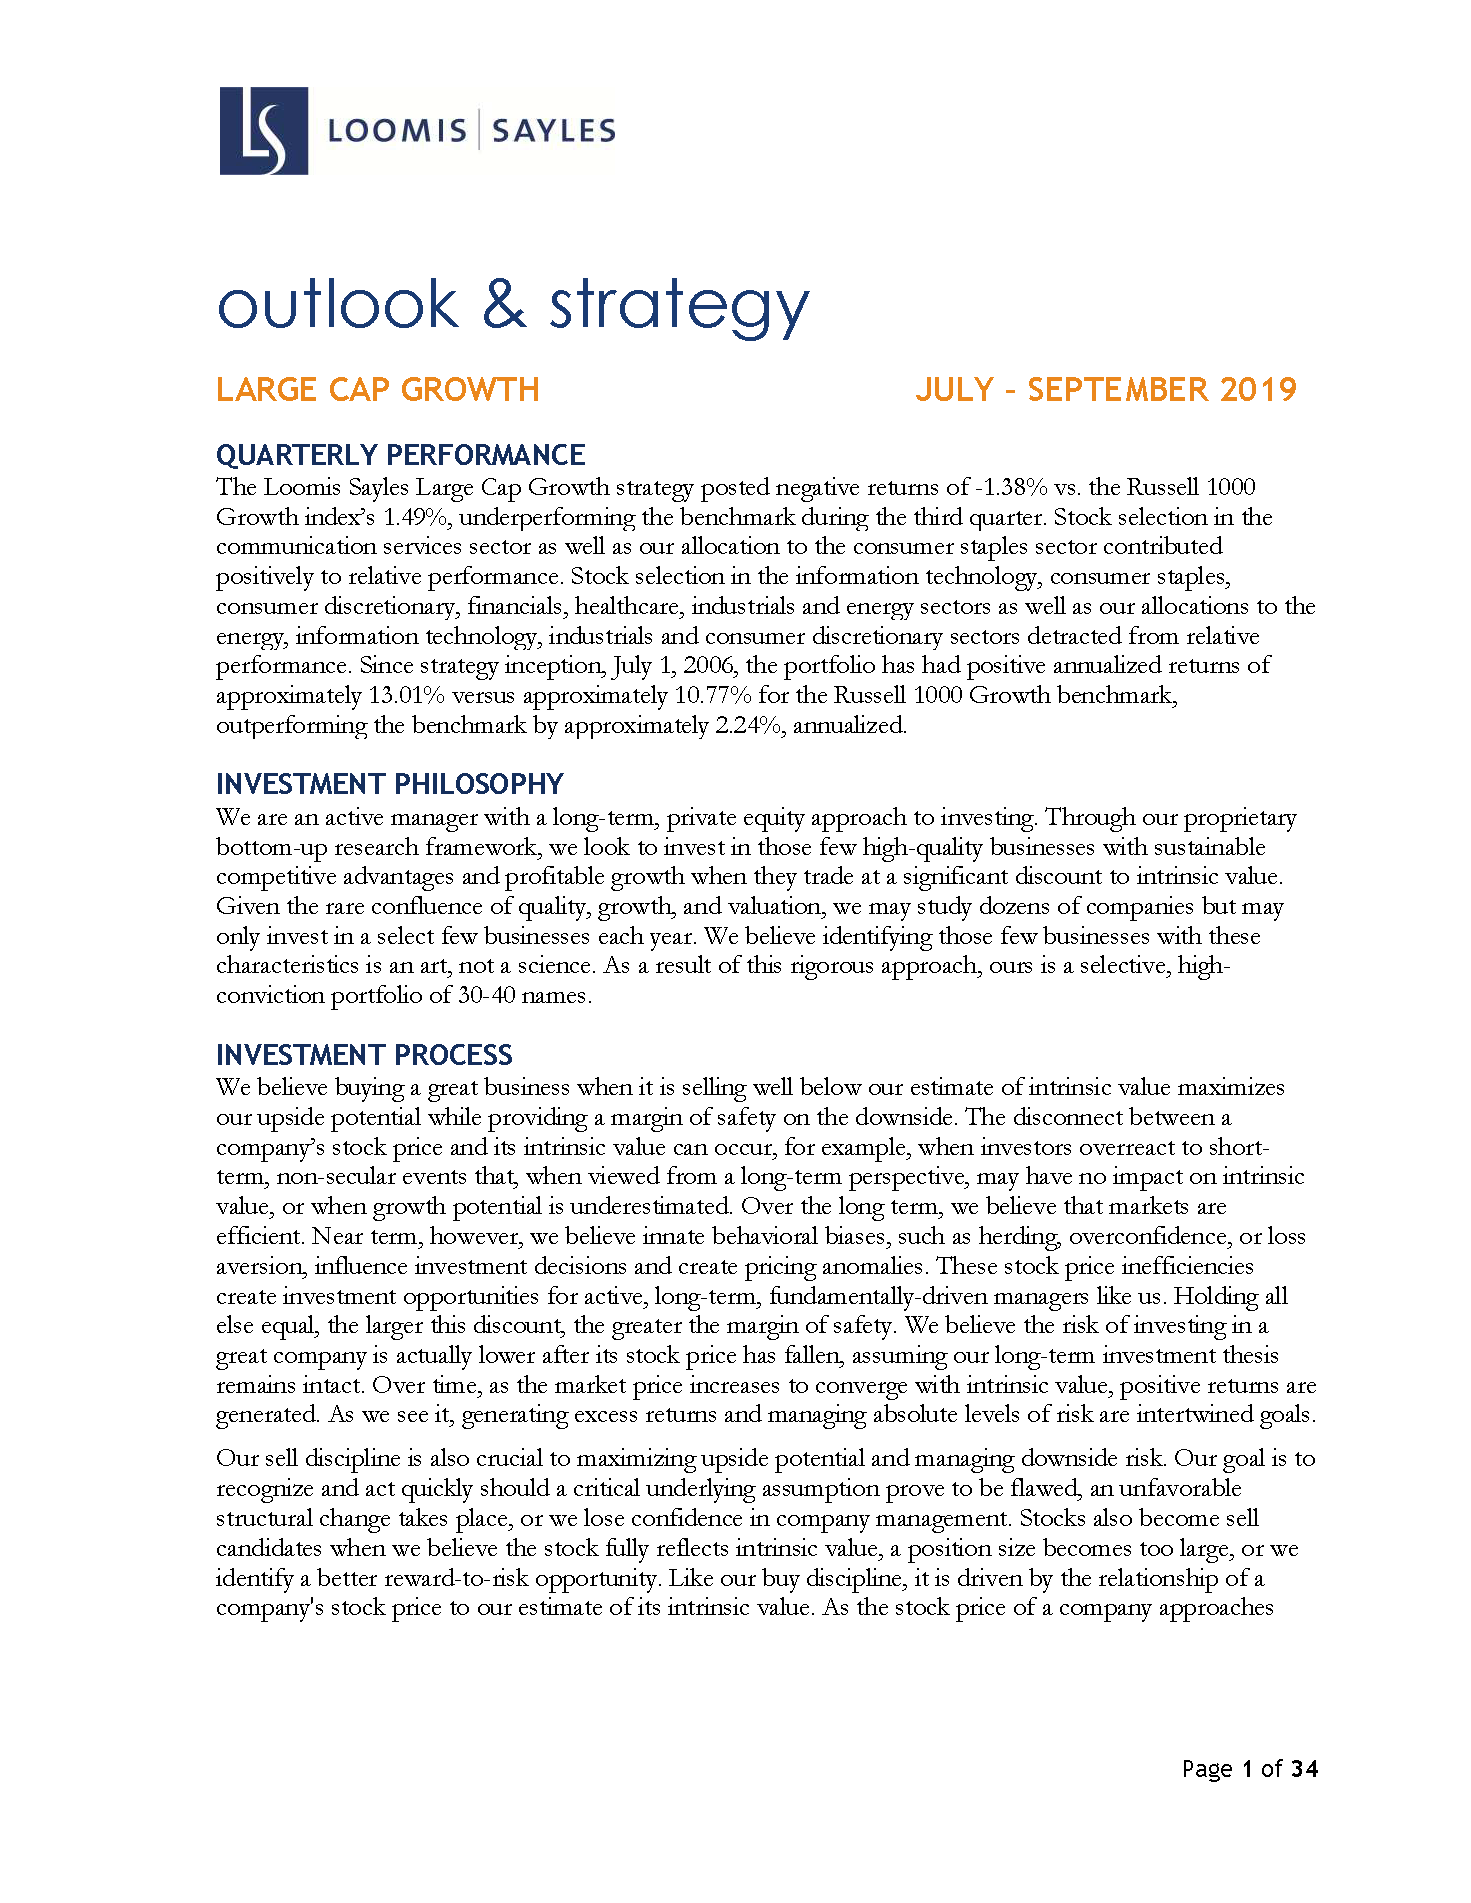 LS LOOMIS | SAYLES
outlook & strategy
LARGE CAP GROWTH JULY - SEPTEMBER 2019
QUARTERLY PERFORMANCE
The Loomis Sayles Large Cap Growth strategy posted negative returns of -1.38% vs. the Russell 1000
Growth index’s 1.49%, underperforming the benchmark during the third quarter. Stock selection in the
communication services sector as well as our allocation to the consumer staples sector contributed
positively to relative performance. Stock selection in the information technology, consumer staples,
consumer discretionary, financials, healthcare, industrials and energy sectors as well as our allocations to the
energy, information technology, industrials and consumer discretionary sectors detracted from relative
performance. Since strategy inception, July 1, 2006, the portfolio has had positive annualized returns of
approximately 13.01% versus approximately 10.77% for the Russell 1000 Growth benchmark,
outperforming the benchmark by approximately 2.24%, annualized.
INVESTMENT PHILOSOPHY
We are an active manager with a long-term, private equity approach to investing. Through our proprietary
bottom-up research framework, we look to invest in those few high-quality businesses with sustainable
competitive advantages and profitable growth when they trade at a significant discount to intrinsic value.
Given the rare confluence of quality, growth, and valuation, we may study dozens of companies but may
only invest in a select few businesses each year. We believe identifying those few businesses with these
characteristics is an art, not a science. As a result of this rigorous approach, ours is a selective, high-
conviction portfolio of 30-40 names.
INVESTMENT PROCESS
We believe buying a great business when it is selling well below our estimate of intrinsic value maximizes
our upside potential while providing a margin of safety on the downside. The disconnect between a
company’s stock price and its intrinsic value can occur, for example, when investors overreact to short-
term, non-secular events that, when viewed from a long-term perspective, may have no impact on intrinsic
value, or when growth potential is underestimated. Over the long term, we believe that markets are
efficient. Near term, however, we believe innate behavioral biases, such as herding, overconfidence, or loss
aversion, influence investment decisions and create pricing anomalies. These stock price inefficiencies
create investment opportunities for active, long-term, fundamentally-driven managers like us. Holding all
else equal, the larger this discount, the greater the margin of safety. We believe the risk of investing in a
great company is actually lower after its stock price has fallen, assuming our long-term investment thesis
remains intact. Over time, as the market price increases to converge with intrinsic value, positive returns are
generated. As we see it, generating excess returns and managing absolute levels of risk are intertwined goals.
Our sell discipline is also crucial to maximizing upside potential and managing downside risk. Our goal is to
recognize and act quickly should a critical underlying assumption prove to be flawed, an unfavorable
structural change takes place, or we lose confidence in company management. Stocks also become sell
candidates when we believe the stock fully reflects intrinsic value, a position size becomes too large, or we
identify a better reward-to-risk opportunity. Like our buy discipline, it is driven by the relationship of a
company's stock price to our estimate of its intrinsic value. As the stock price of a company approaches
Page 1 of 34